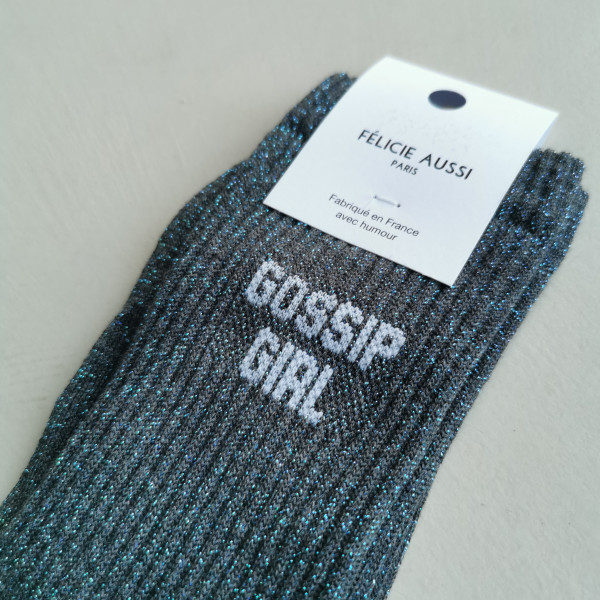 FÉLICIE AUSSI
PARIS
Fabriqué en France
avec humour
GOSSIP
GIRL